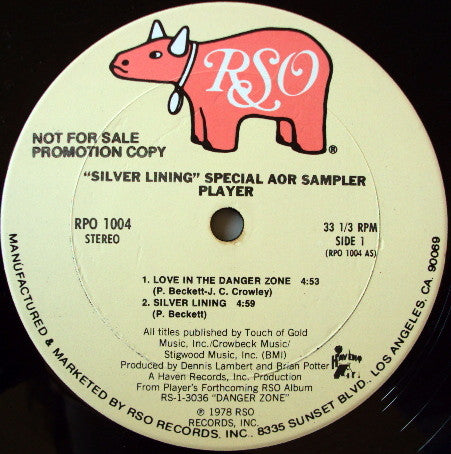 RSO
®
NOT FOR SALE
PROMOTION COPY
"SILVER LINING" SPECIAL AOR SAMPLER
PLAYER
RPO 1004
STEREO
33 1/3 RPM
SIDE 1
(RPO 1004 AS)
1. LOVE IN THE DANGER ZONE 4:53
(P. Beckett-J. C. Crowley)
2. SILVER LINING 4:59
(P. Beckett)
All titles published by Touch of Gold
Music, Inc./Crowbeck Music/
Stigwood Music, Inc. (BMI)
Produced by Dennis Lambert and Brian Potter
A Haven Records, Inc. Production
From Player's Forthcoming RSO Album
RS-1-3036 "DANGER ZONE"
℗ 1978 RSO
RECORDS, INC.
Haven
MANUFACTURED & MARKETED BY RSO RECORDS, INC., 8335 SUNSET BLVD., LOS ANGELES, CA. 90069